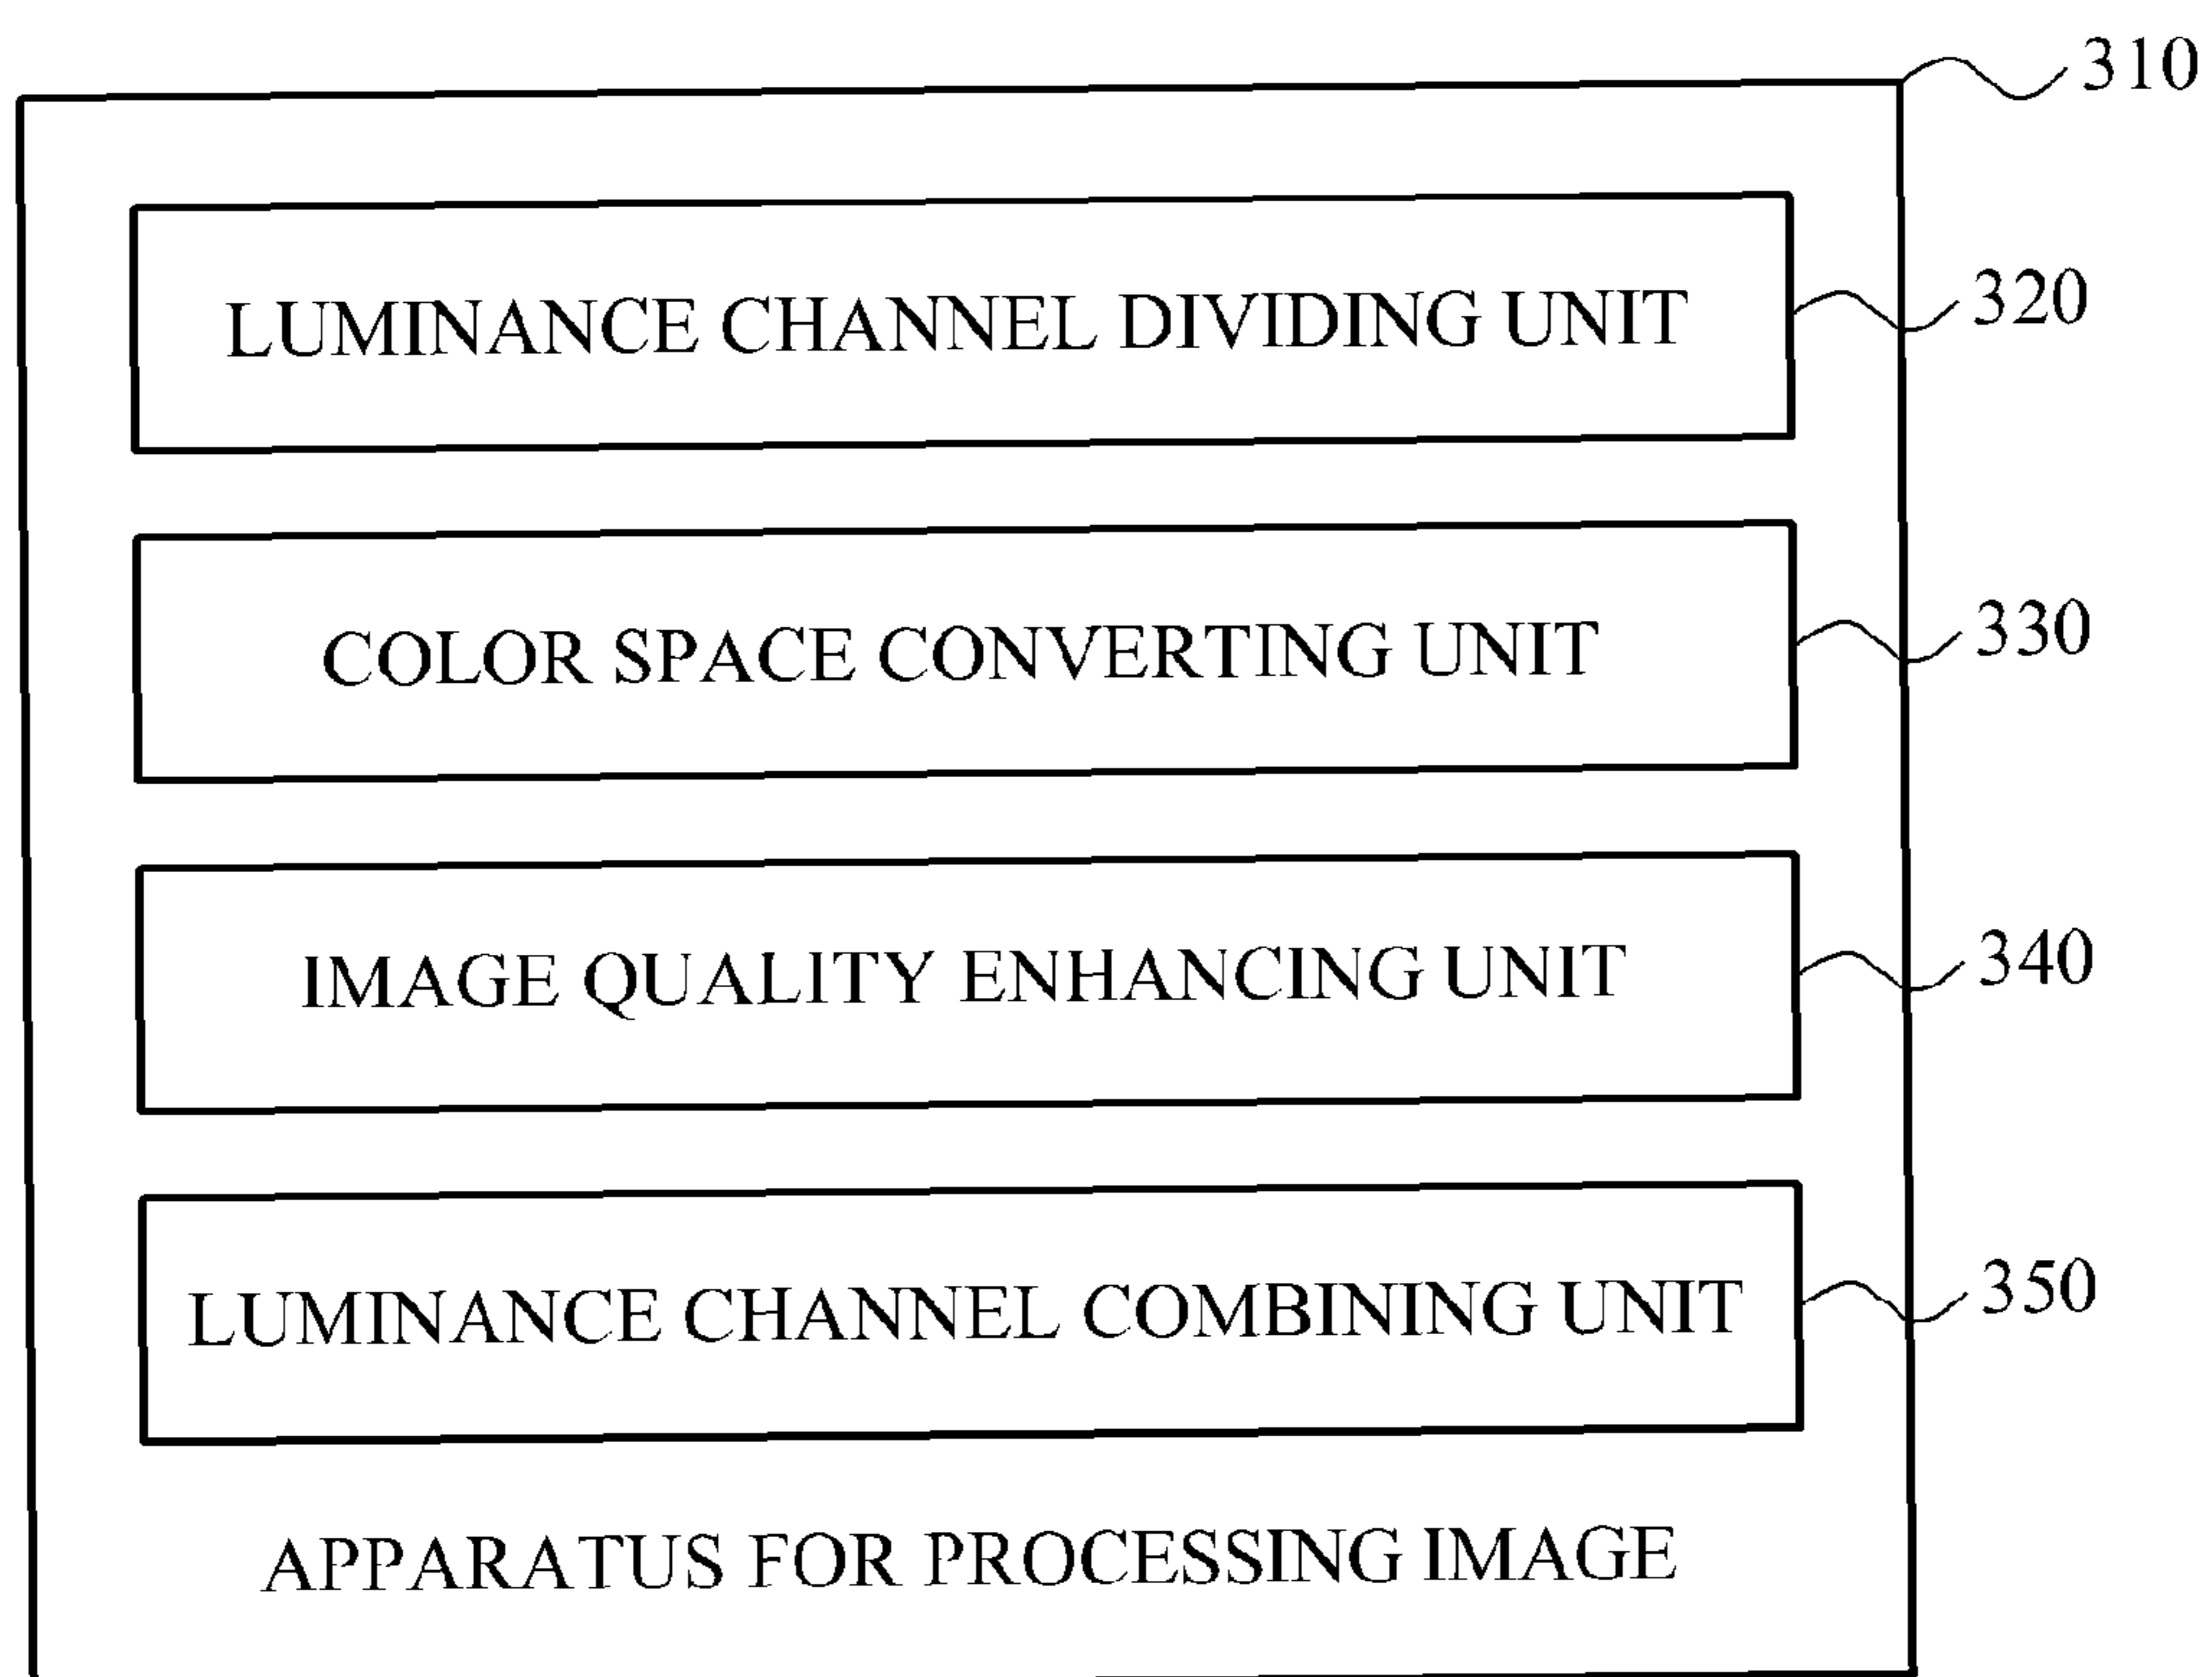 310
LUMINANCE CHANNEL DIVIDING UNIT
320
COLOR SPACE CONVERTING UNIT
330
IMAGE QUALITY ENHANCING UNIT
340
LUMINANCE CHANNEL COMBINING UNIT
350
APPARATUS FOR PROCESSING IMAGE